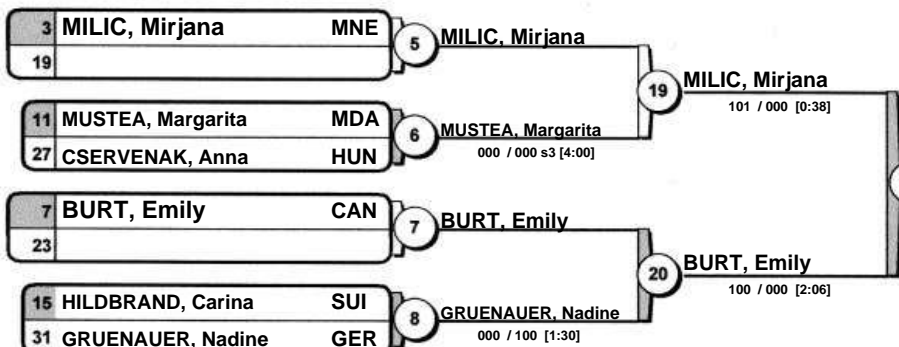 3 MILIC, Mirjana MNE
19
5
MILIC, Mirjana
11 MUSTEA, Margarita MDA
27 CSERVENAK, Anna HUN
6
MUSTEA, Margarita
000 / 000 s3 [4:00]
19
MILIC, Mirjana
101 / 000 [0:38]
7 BURT, Emily CAN
23
7
BURT, Emily
15 HILDBRAND, Carina SUI
31 GRUENAUER, Nadine GER
8
GRUENAUER, Nadine
000 / 100 [1:30]
20
BURT, Emily
100 / 000 [2:06]